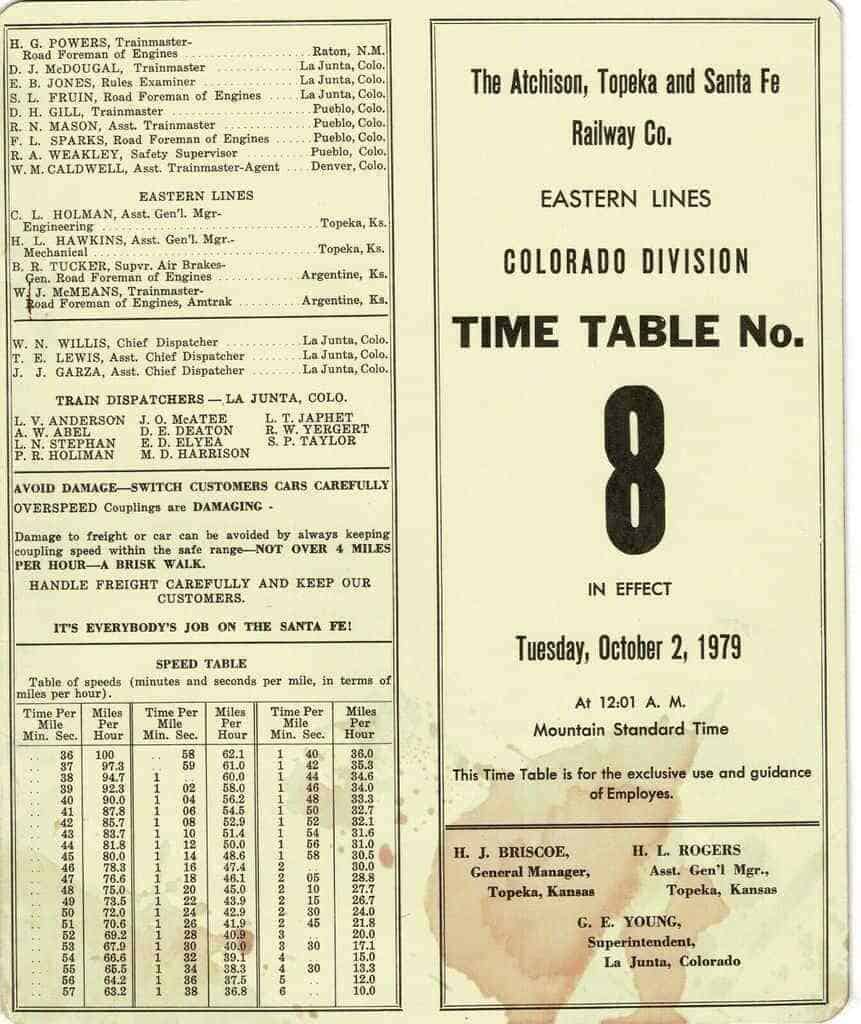 H. G. POWERS, Trainmaster-
Road Foreman of Engines .......... Raton, N.M.
D. J. McDOUGAL, Trainmaster .......... La Junta, Colo.
E. B. JONES, Rules Examiner .......... La Junta, Colo.
S. L. FRUIN, Road Foreman of Engines .... La Junta, Colo.
D. H. GILL, Trainmaster .......... Pueblo, Colo.
R. N. MASON, Asst. Trainmaster .......... Pueblo, Colo.
F. L. SPARKS, Road Foreman of Engines .... Pueblo, Colo.
R. A. WEAKLEY, Safety Supervisor .......... Pueblo, Colo.
W. M. CALDWELL, Asst. Trainmaster-Agent .... Denver, Colo.
EASTERN LINES
C. L. HOLMAN, Asst. Gen'l. Mgr-
Engineering .......... Topeka, Ks.
H. L. HAWKINS, Asst. Gen'l. Mgr.-
Mechanical .......... Topeka, Ks.
B. R. TUCKER, Supvr. Air Brakes-
Gen. Road Foreman of Engines .......... Argentine, Ks.
W. J. McMEANS, Trainmaster-
Road Foreman of Engines, Amtrak .......... Argentine, Ks.
W. N. WILLIS, Chief Dispatcher .......... La Junta, Colo.
T. E. LEWIS, Asst. Chief Dispatcher .......... La Junta, Colo.
J. J. GARZA, Asst. Chief Dispatcher .......... La Junta, Colo.
TRAIN DISPATCHERS — LA JUNTA, COLO.
L. V. ANDERSON J. O. McATEE L. T. JAPHET
A. W. ABEL D. E. DEATON R. W. YERGERT
L. N. STEPHAN E. D. ELYEA S. P. TAYLOR
P. R. HOLIMAN M. D. HARRISON
AVOID DAMAGE—SWITCH CUSTOMERS CARS CAREFULLY
OVERSPEED Couplings are DAMAGING -
Damage to freight or car can be avoided by always keeping
coupling speed within the safe range—NOT OVER 4 MILES
PER HOUR—A BRISK WALK.
HANDLE FREIGHT CAREFULLY AND KEEP OUR
CUSTOMERS.
IT'S EVERYBODY'S JOB ON THE SANTA FE!
SPEED TABLE
Table of speeds (minutes and seconds per mile, in terms of
miles per hour).
Time Per Miles Time Per Miles Time Per Miles
Mile Per Mile Per Mile Per
Min. Sec. Hour Min. Sec. Hour Min. Sec. Hour
.. 36 100 .. 58 62.1 1 40 36.0
.. 37 97.3 .. 59 61.0 1 42 35.3
.. 38 94.7 1 .. 60.0 1 44 34.6
.. 39 92.3 1 02 58.0 1 46 34.0
.. 40 90.0 1 04 56.2 1 48 33.3
.. 41 87.8 1 06 54.5 1 50 32.7
.. 42 85.7 1 08 52.9 1 52 32.1
.. 43 83.7 1 10 51.4 1 54 31.6
.. 44 81.8 1 12 50.0 1 56 31.0
.. 45 80.0 1 14 48.6 1 58 30.5
.. 46 78.3 1 16 47.4 2 .. 30.0
.. 47 76.6 1 18 46.1 2 05 28.8
.. 48 75.0 1 20 45.0 2 10 27.7
.. 49 73.5 1 22 43.9 2 15 26.7
.. 50 72.0 1 24 42.9 2 30 24.0
.. 51 70.6 1 26 41.9 2 45 21.8
.. 52 69.2 1 28 40.9 3 .. 20.0
.. 53 67.9 1 30 40.0 3 30 17.1
.. 54 66.6 1 32 39.1 4 .. 15.0
.. 55 65.5 1 34 38.3 4 30 13.3
.. 56 64.2 1 36 37.5 5 .. 12.0
.. 57 63.2 1 38 36.8 6 .. 10.0
The Atchison, Topeka and Santa Fe
Railway Co.
EASTERN LINES
COLORADO DIVISION
TIME TABLE No.
8
IN EFFECT
Tuesday, October 2, 1979
At 12:01 A. M.
Mountain Standard Time
This Time Table is for the exclusive use and guidance
of Employes.
H. J. BRISCOE, H. L. ROGERS
General Manager, Asst. Gen'l Mgr.,
Topeka, Kansas Topeka, Kansas
G. E. YOUNG,
Superintendent,
La Junta, Colorado